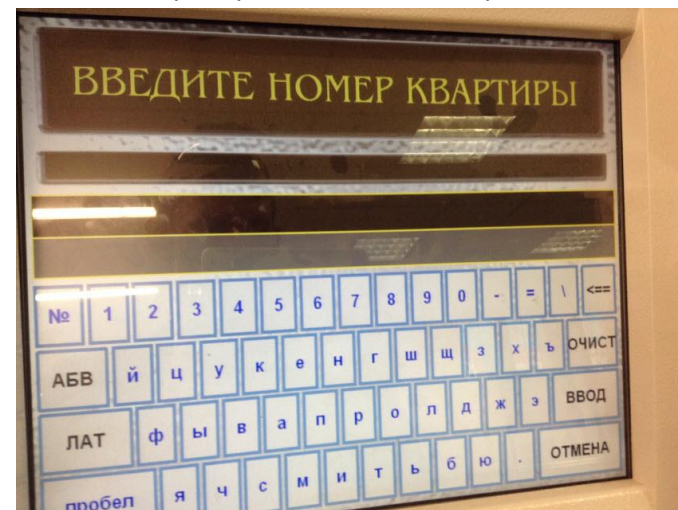 ВВЕДИТЕ НОМЕР КВАРТИРЫ
№ 1 2 3 4 5 6 7 8 9 0 - = \ <==
АБВ й ц у к е н г ш щ з х ъ ОЧИСТ
ЛАТ ф ы в а п р о л д ж э ВВОД
пробел я ч с м и т ь б ю . ОТМЕНА